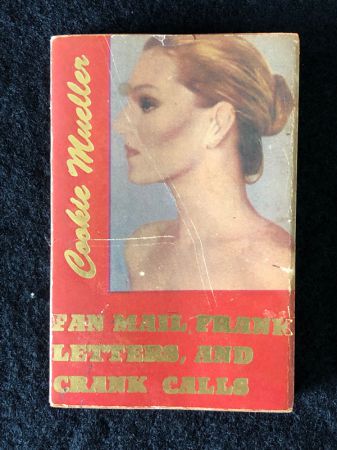 Cookie Mueller
FAN MAIL, FRANK
LETTERS, AND
CRANK CALLS